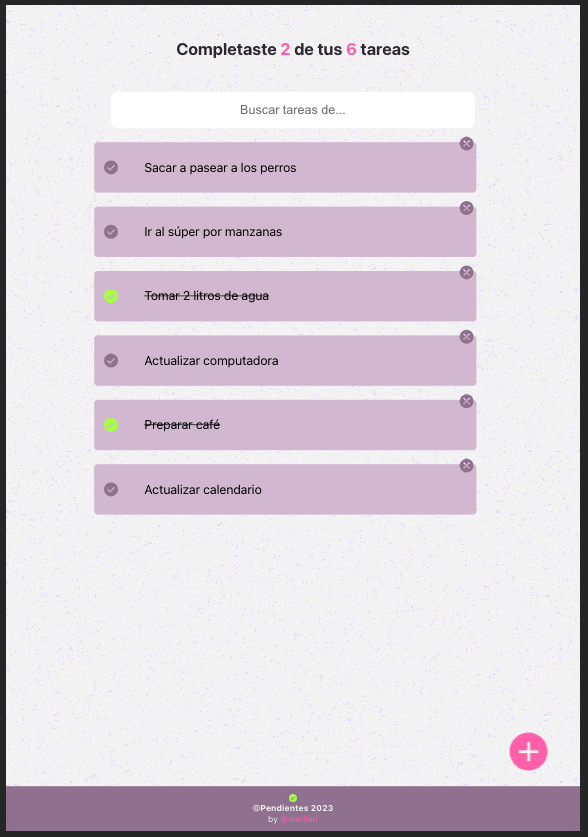 Completaste 2 de tus 6 tareas
Buscar tareas de...
Sacar a pasear a los perros
Ir al súper por manzanas
Tomar 2 litros de agua
Actualizar computadora
Preparar café
Actualizar calendario
©Pendientes 2023
by